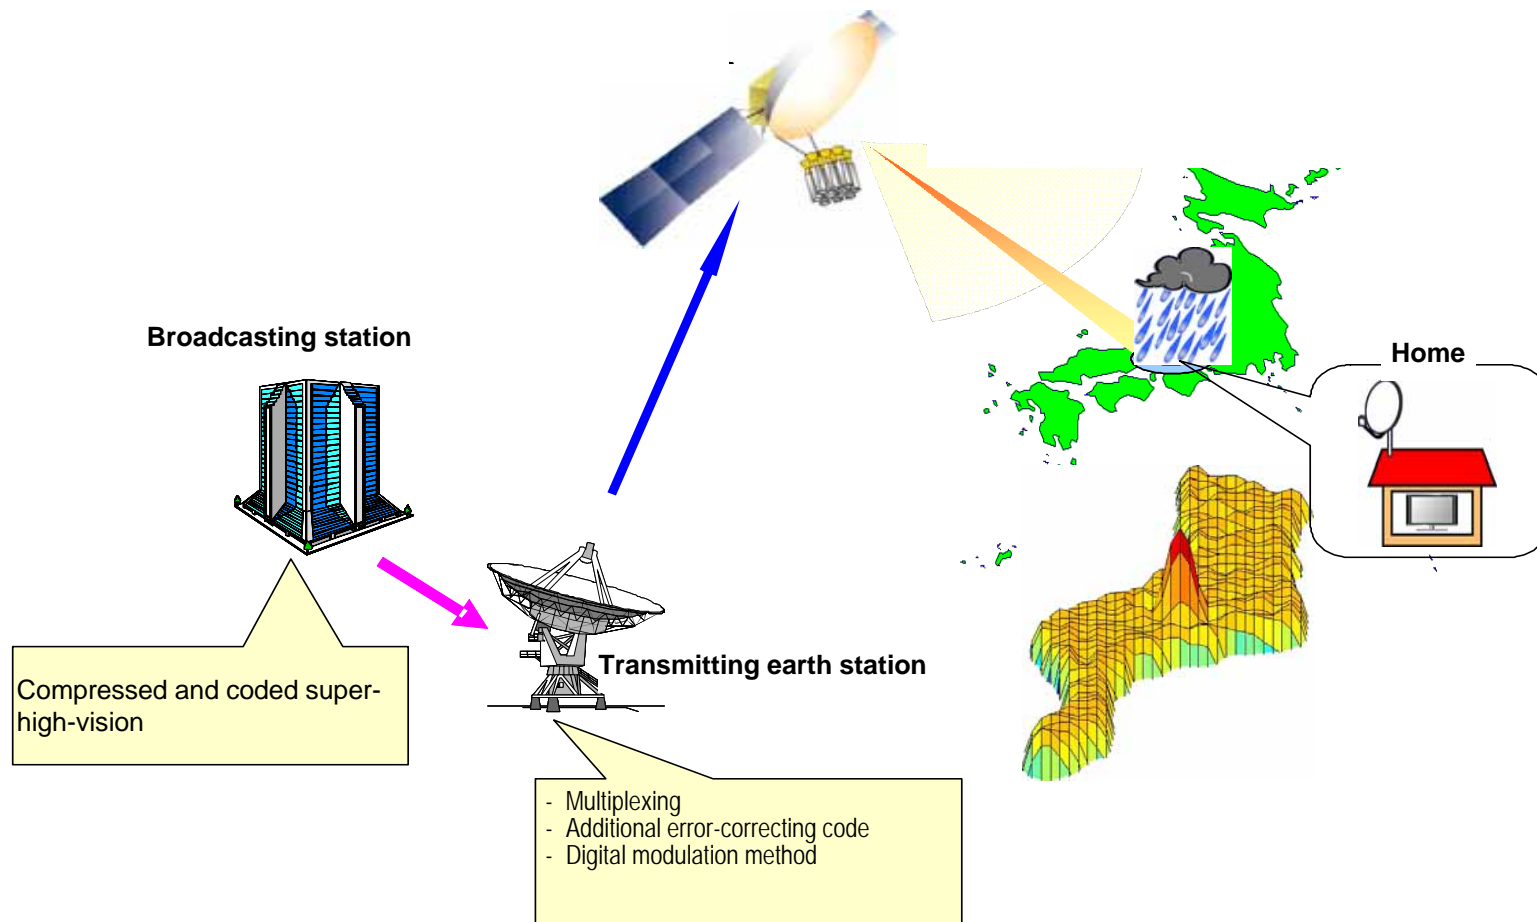 Broadcasting station
Home
Transmitting earth station
Compressed and coded super-
high-vision
- Multiplexing
- Additional error-correcting code
- Digital modulation method